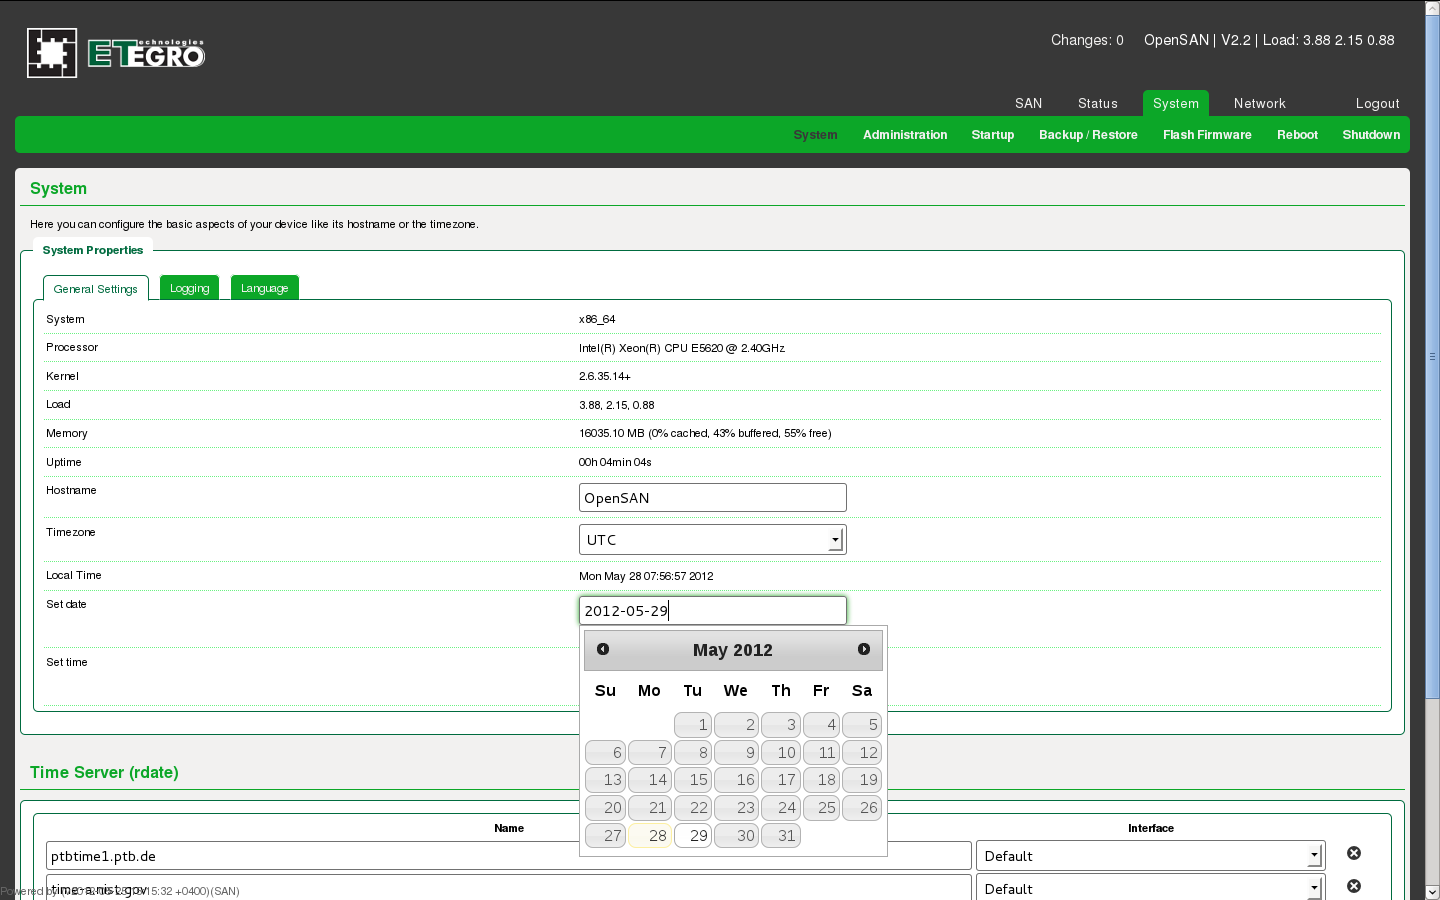 ETEGRO technologies
Changes: 0 OpenSAN | V2.2 | Load: 3.88 2.15 0.88
SAN Status System Network Logout
System Administration Startup Backup / Restore Flash Firmware Reboot Shutdown
System
Here you can configure the basic aspects of your device like its hostname or the timezone.
System Properties
General Settings Logging Language
System x86_64
Processor Intel(R) Xeon(R) CPU E5620 @ 2.40GHz
Kernel 2.6.35.14+
Load 3.88, 2.15, 0.88
Memory 16035.10 MB (0% cached, 43% buffered, 55% free)
Uptime 00h 04min 04s
Hostname OpenSAN
Timezone UTC
Local Time Mon May 28 07:56:57 2012
Set date 2012-05-29
Set time
May 2012
Su Mo Tu We Th Fr Sa
1 2 3 4 5
6 7 8 9 10 11 12
13 14 15 16 17 18 19
20 21 22 23 24 25 26
27 28 29 30 31
Time Server (rdate)
Name Interface
ptbtime1.ptb.de Default
Default
Powered by +0400)(SAN)